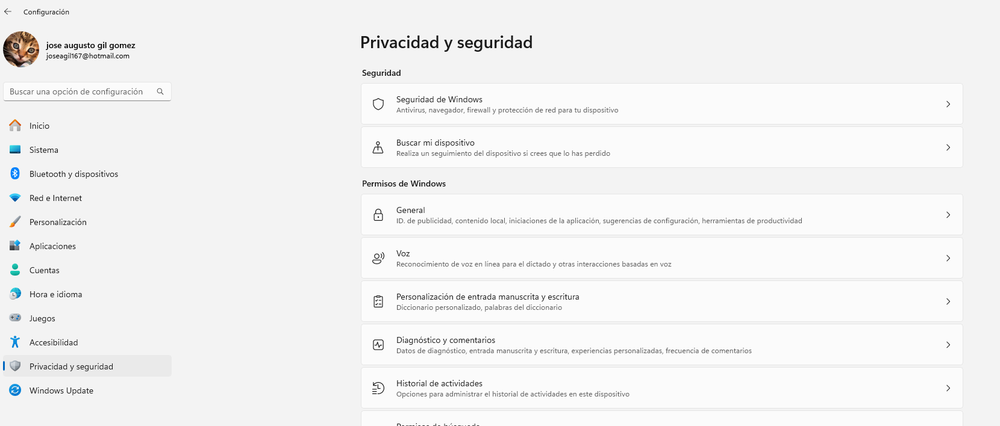 Configuración
jose augusto gil gomez
joseagil167@hotmail.com
Buscar una opción de configuración
Inicio
Sistema
Bluetooth y dispositivos
Red e Internet
Personalización
Aplicaciones
Cuentas
Hora e idioma
Juegos
Accesibilidad
Privacidad y seguridad
Windows Update
Privacidad y seguridad
Seguridad
Seguridad de Windows
Antivirus, navegador, firewall y protección de red para tu dispositivo
Buscar mi dispositivo
Realiza un seguimiento del dispositivo si crees que lo has perdido
Permisos de Windows
General
ID. de publicidad, contenido local, iniciaciones de la aplicación, sugerencias de configuración, herramientas de productividad
Voz
Reconocimiento de voz en línea para el dictado y otras interacciones basadas en voz
Personalización de entrada manuscrita y escritura
Diccionario personalizado, palabras del diccionario
Diagnóstico y comentarios
Datos de diagnóstico, entrada manuscrita y escritura, experiencias personalizadas, frecuencia de comentarios
Historial de actividades
Opciones para administrar el historial de actividades en este dispositivo
Permisos de búsqueda